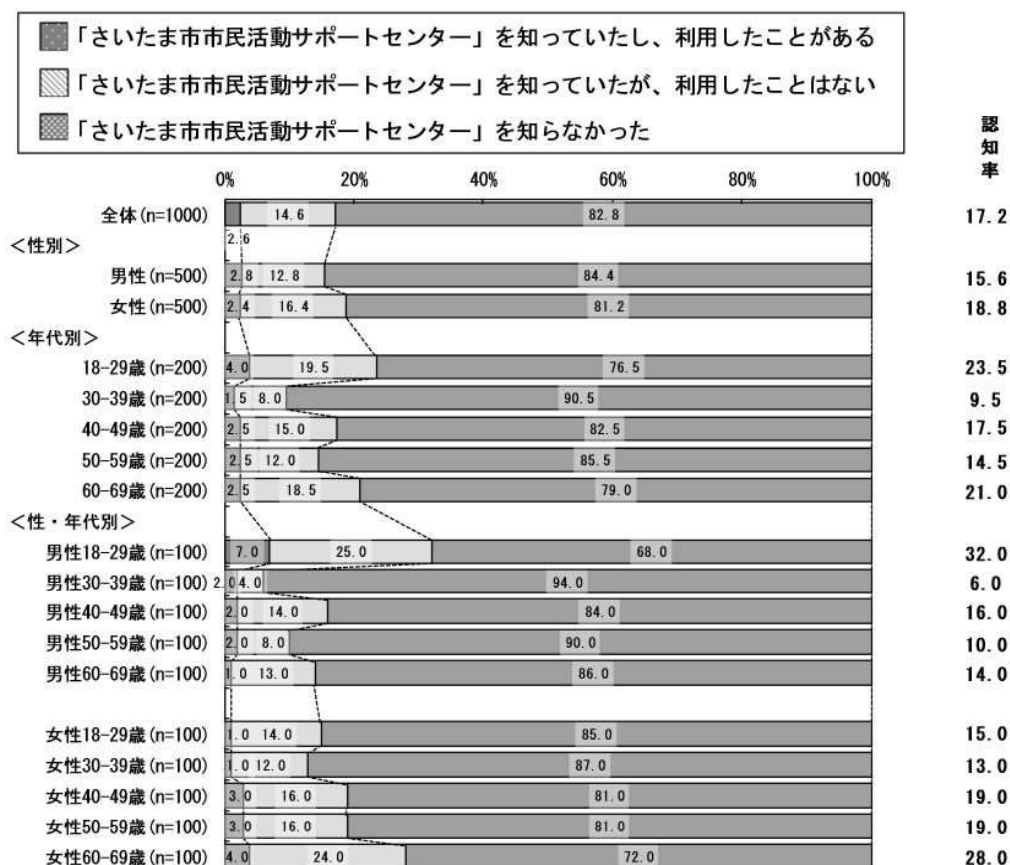 「さいたま市市民活動サポートセンター」を知っていたし、利用したことがある
「さいたま市市民活動サポートセンター」を知っていたが、利用したことはない
「さいたま市市民活動サポートセンター」を知らなかった
認知率
0% 20% 40% 60% 80% 100%
全体(n=1000) 14.6 82.8 17.2
2.6
<性別>
男性(n=500) 2.8 12.8 84.4 15.6
女性(n=500) 2.4 16.4 81.2 18.8
<年代別>
18-29歳(n=200) 4.0 19.5 76.5 23.5
30-39歳(n=200) 1.5 8.0 90.5 9.5
40-49歳(n=200) 2.5 15.0 82.5 17.5
50-59歳(n=200) 2.5 12.0 85.5 14.5
60-69歳(n=200) 2.5 18.5 79.0 21.0
<性・年代別>
男性18-29歳(n=100) 7.0 25.0 68.0 32.0
男性30-39歳(n=100) 2.0 4.0 94.0 6.0
男性40-49歳(n=100) 2.0 14.0 84.0 16.0
男性50-59歳(n=100) 2.0 8.0 90.0 10.0
男性60-69歳(n=100) 1.0 13.0 86.0 14.0
女性18-29歳(n=100) 1.0 14.0 85.0 15.0
女性30-39歳(n=100) 1.0 12.0 87.0 13.0
女性40-49歳(n=100) 3.0 16.0 81.0 19.0
女性50-59歳(n=100) 3.0 16.0 81.0 19.0
女性60-69歳(n=100) 4.0 24.0 72.0 28.0